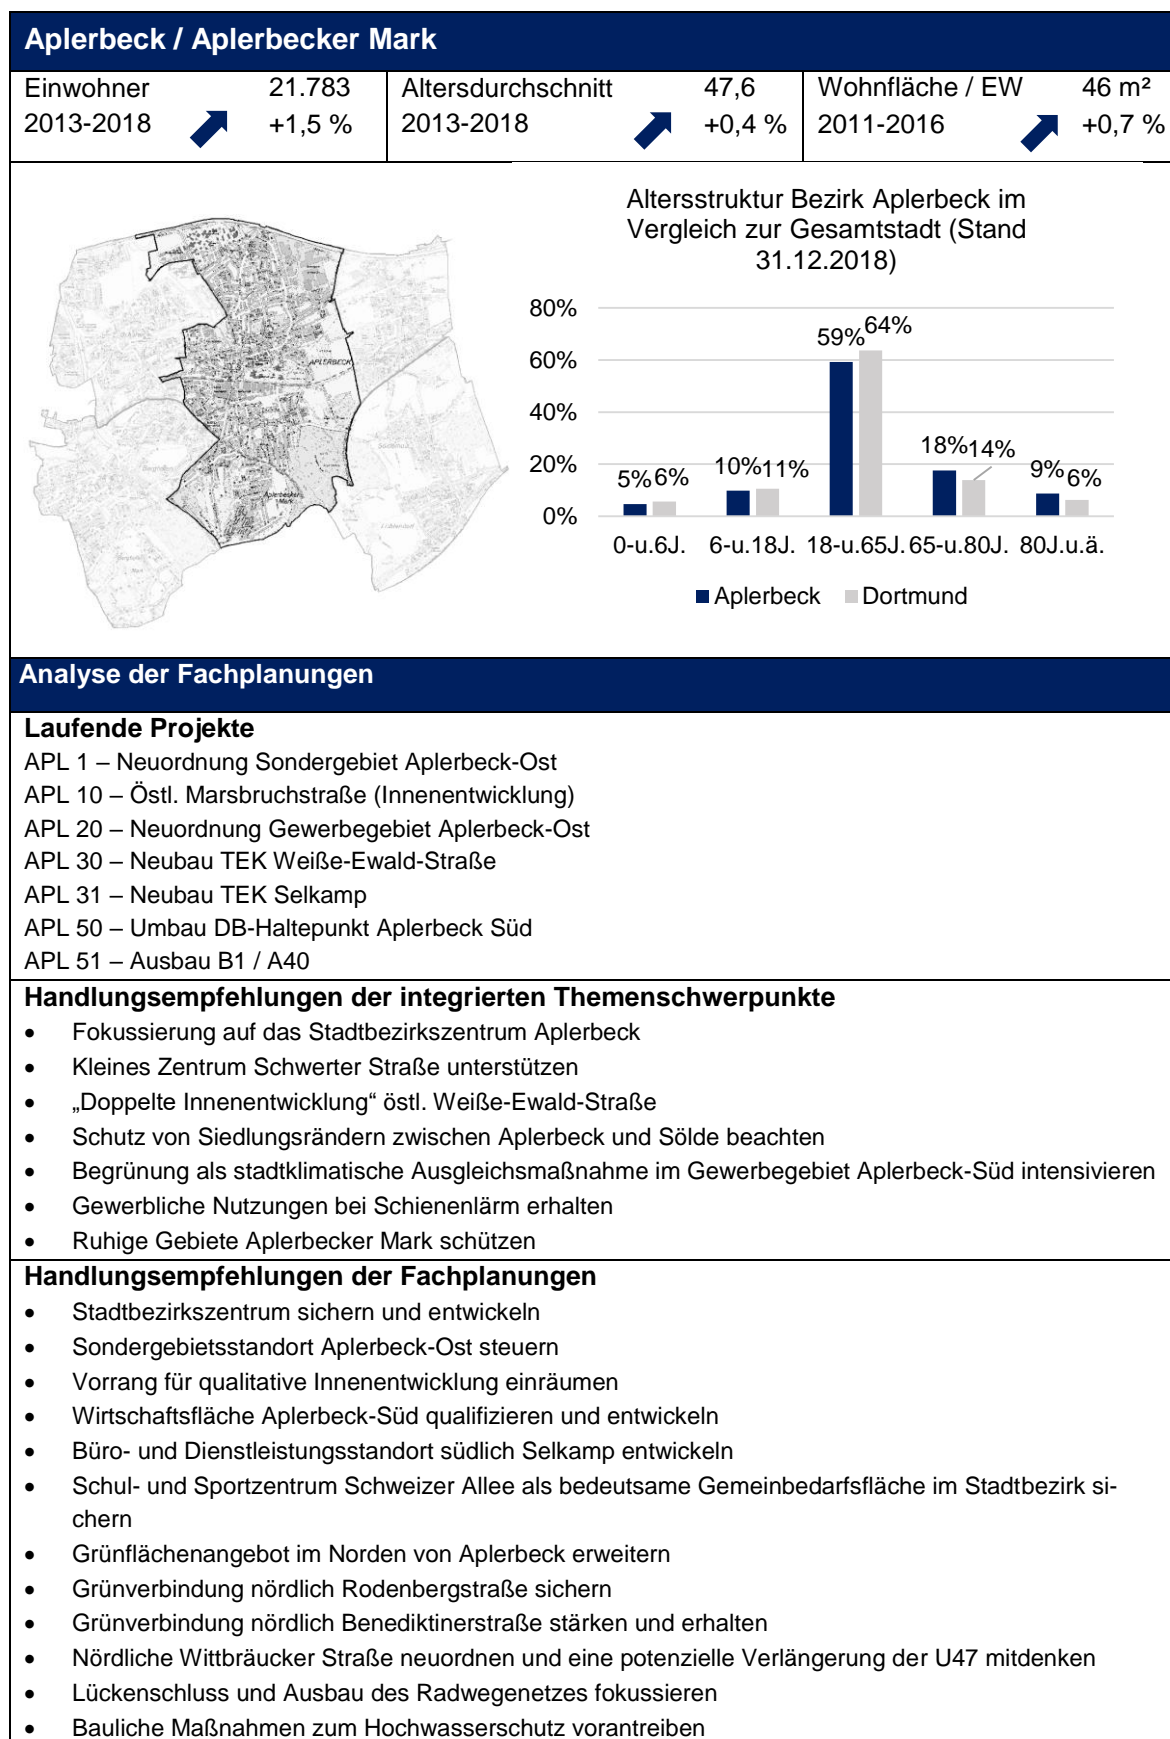 Aplerbeck / Aplerbecker Mark
Einwohner 21.783
2013-2018 +1,5 %
Altersdurchschnitt 47,6
2013-2018 +0,4 %
Wohnfläche / EW 46 m²
2011-2016 +0,7 %
APLERBECK
Aplerbecker
Mark
Altersstruktur Bezirk Aplerbeck im
Vergleich zur Gesamtstadt (Stand
31.12.2018)
80%
60%
40%
20%
0%
5% 6%
10% 11%
59% 64%
18% 14%
9% 6%
0-u.6J. 6-u.18J. 18-u.65J. 65-u.80J. 80J.u.ä.
Aplerbeck Dortmund
Analyse der Fachplanungen
Laufende Projekte
APL 1 – Neuordnung Sondergebiet Aplerbeck-Ost
APL 10 – Östl. Marsbruchstraße (Innenentwicklung)
APL 20 – Neuordnung Gewerbegebiet Aplerbeck-Ost
APL 30 – Neubau TEK Weiße-Ewald-Straße
APL 31 – Neubau TEK Selkamp
APL 50 – Umbau DB-Haltepunkt Aplerbeck Süd
APL 51 – Ausbau B1 / A40
Handlungsempfehlungen der integrierten Themenschwerpunkte
• Fokussierung auf das Stadtbezirkszentrum Aplerbeck
• Kleines Zentrum Schwerter Straße unterstützen
• „Doppelte Innenentwicklung“ östl. Weiße-Ewald-Straße
• Schutz von Siedlungsrändern zwischen Aplerbeck und Sölde beachten
• Begrünung als stadtklimatische Ausgleichsmaßnahme im Gewerbegebiet Aplerbeck-Süd intensivieren
• Gewerbliche Nutzungen bei Schienenlärm erhalten
• Ruhige Gebiete Aplerbecker Mark schützen
Handlungsempfehlungen der Fachplanungen
• Stadtbezirkszentrum sichern und entwickeln
• Sondergebietsstandort Aplerbeck-Ost steuern
• Vorrang für qualitative Innenentwicklung einräumen
• Wirtschaftsfläche Aplerbeck-Süd qualifizieren und entwickeln
• Büro- und Dienstleistungsstandort südlich Selkamp entwickeln
• Schul- und Sportzentrum Schweizer Allee als bedeutsame Gemeinbedarfsfläche im Stadtbezirk si-
chern
• Grünflächenangebot im Norden von Aplerbeck erweitern
• Grünverbindung nördlich Rodenbergstraße sichern
• Grünverbindung nördlich Benediktinerstraße stärken und erhalten
• Nördliche Wittbräucker Straße neuordnen und eine potenzielle Verlängerung der U47 mitdenken
• Lückenschluss und Ausbau des Radwegenetzes fokussieren
• Bauliche Maßnahmen zum Hochwasserschutz vorantreiben